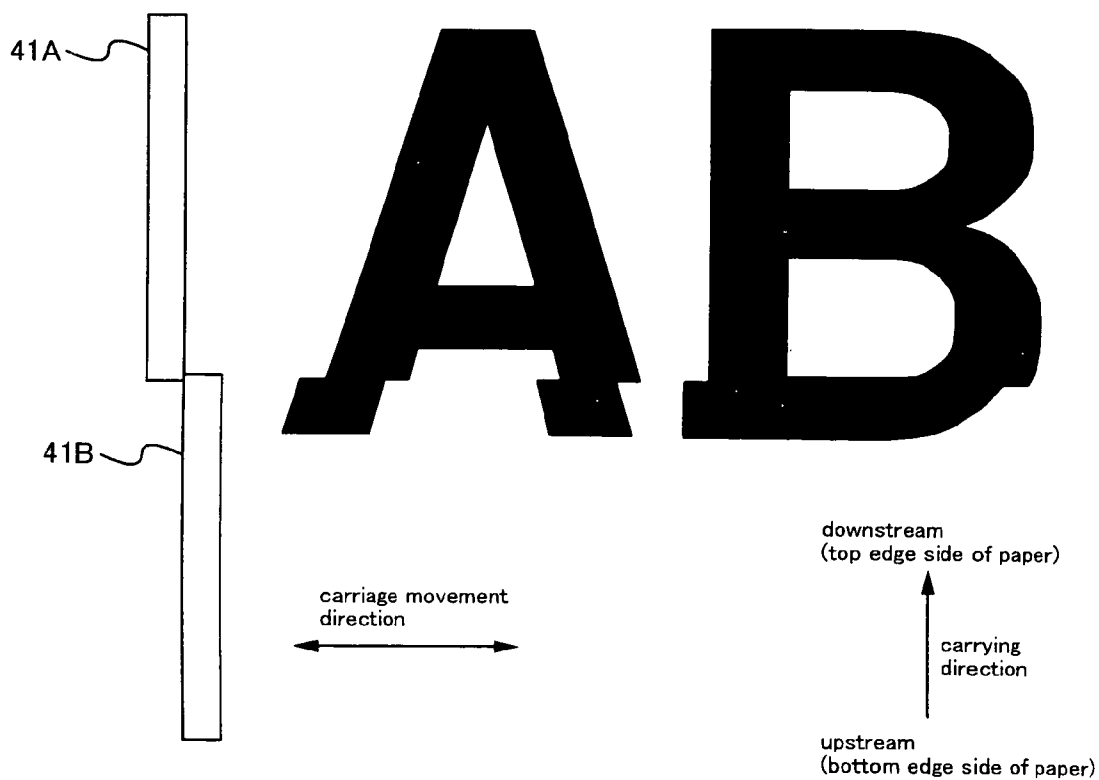 41A
AB
41B
downstream
(top edge side of paper)
carriage movement
direction
carrying
direction
upstream
(bottom edge side of paper)